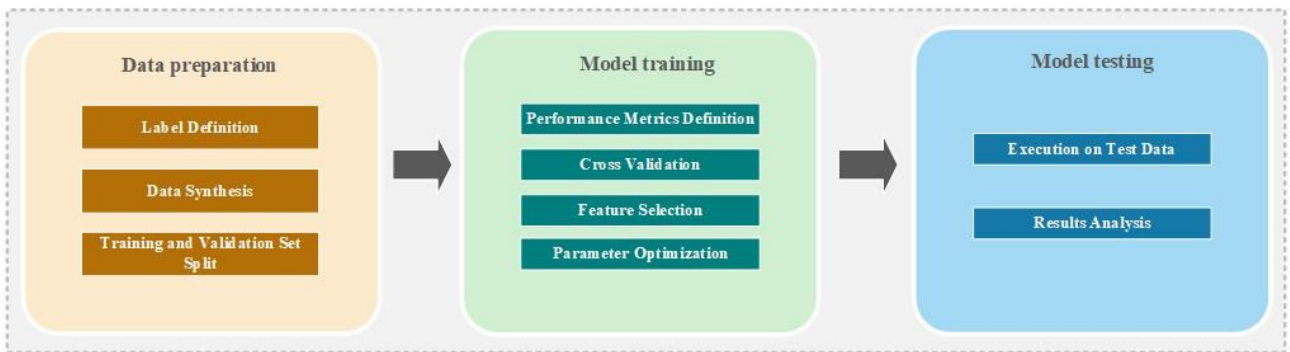 Data preparation
Label Definition
Data Synthesis
Training and Validation Set
Split
Model training
Performance Metrics Definition
Cross Validation
Feature Selection
Parameter Optimization
Model testing
Execution on Test Data
Results Analysis